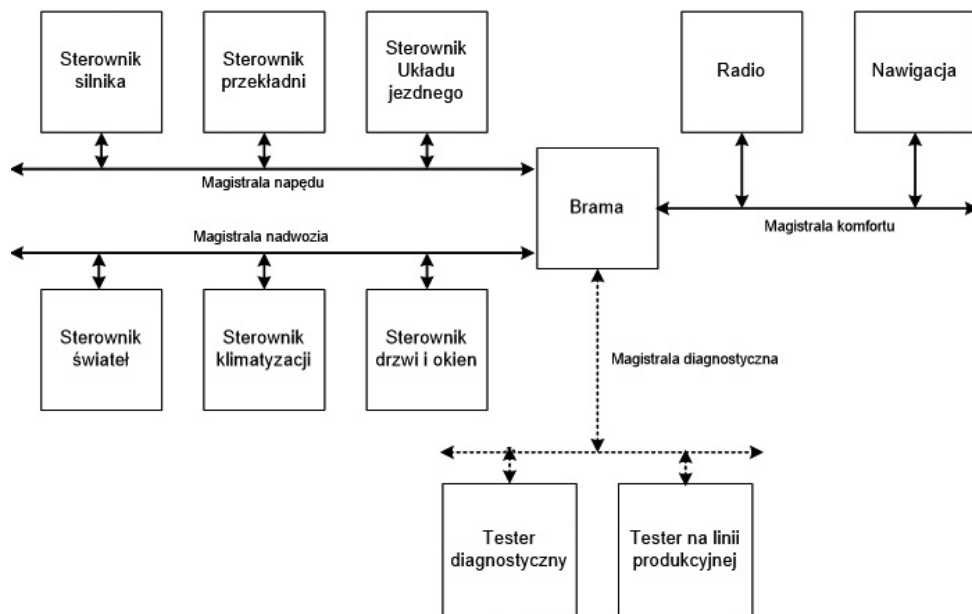 Sterownik
silnika
Sterownik
przekładni
Sterownik
Układu
jezdnego
Radio
Nawigacja
Magistrala napędu
Brama
Magistrala komfortu
Magistrala nadwozia
Sterownik
świateł
Sterownik
klimatyzacji
Sterownik
drzwi i okien
Magistrala diagnostyczna
Tester
diagnostyczny
Tester na linii
produkcyjnej